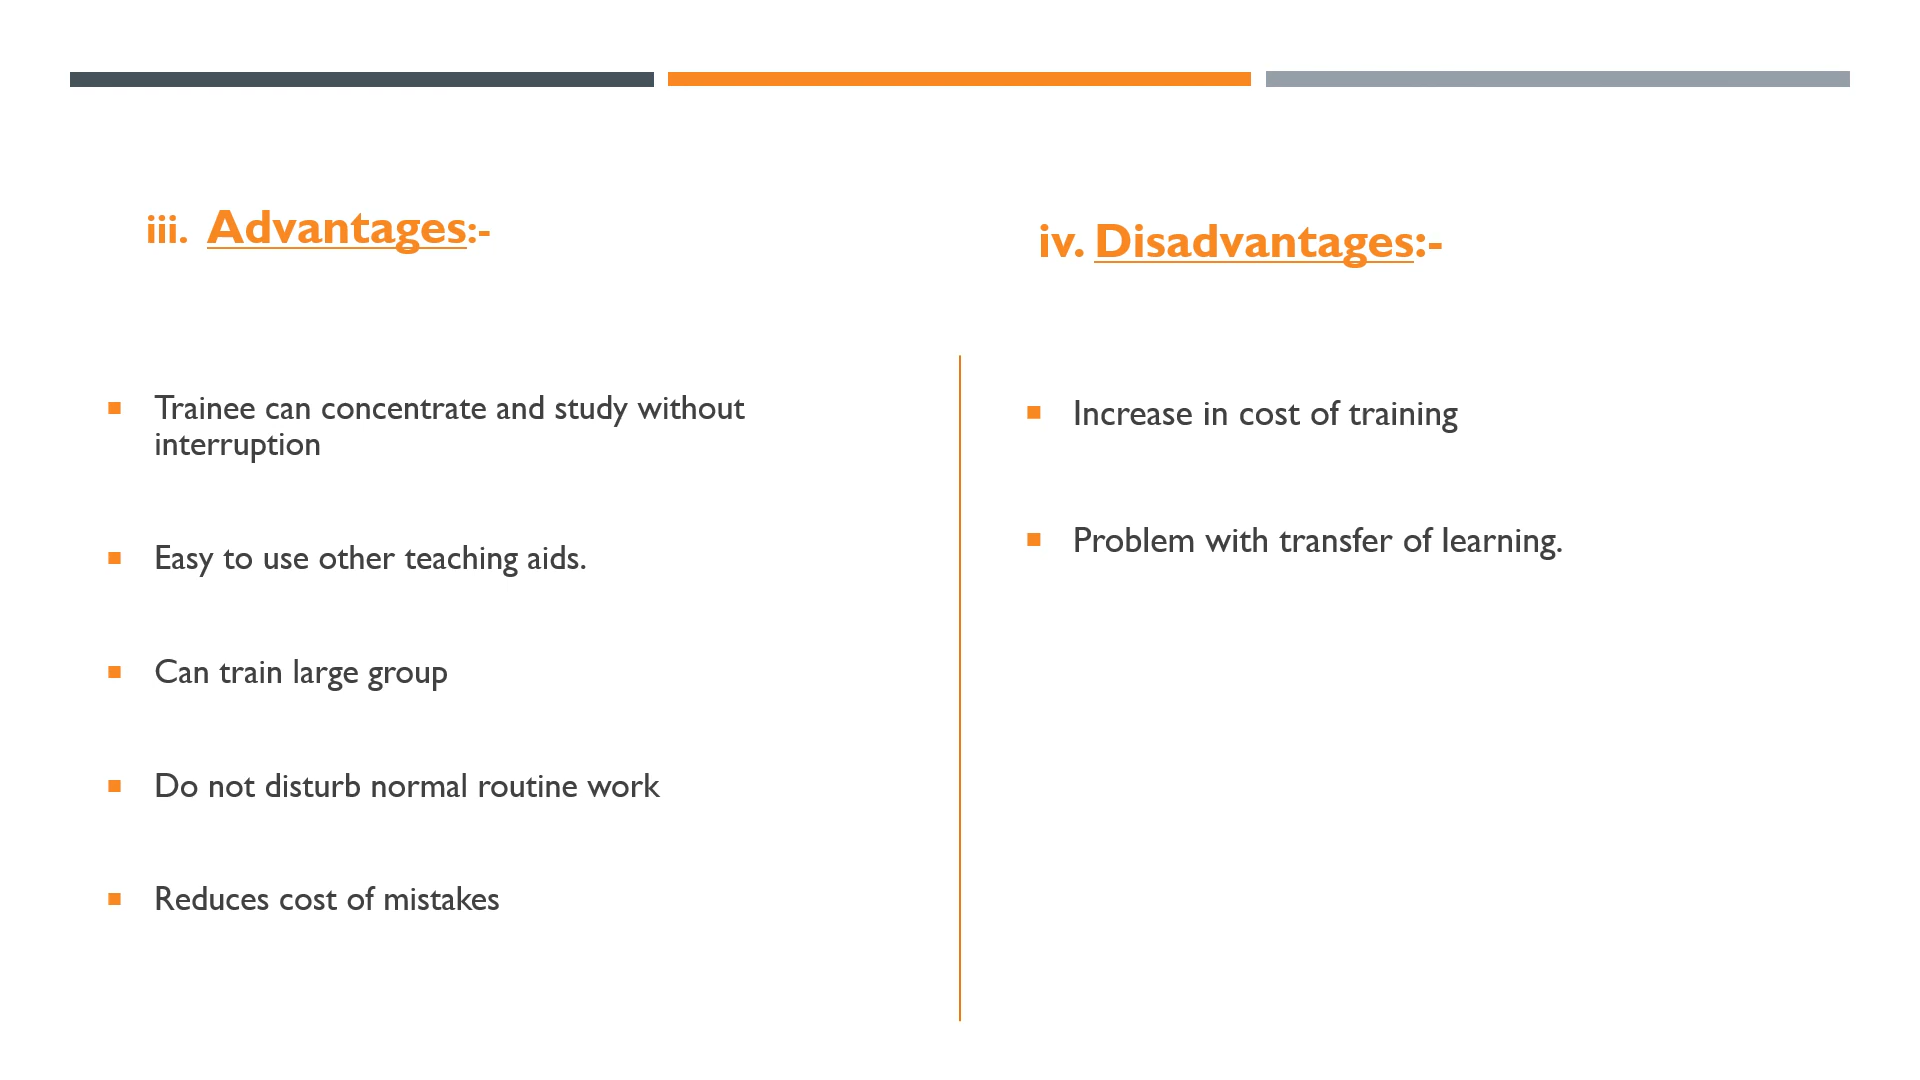 iii. Advantages:-
Trainee can concentrate and study without
interruption
Easy to use other teaching aids.
Can train large group
Do not disturb normal routine work
Reduces cost of mistakes
iv. Disadvantages:-
Increase in cost of training
Problem with transfer of learning.